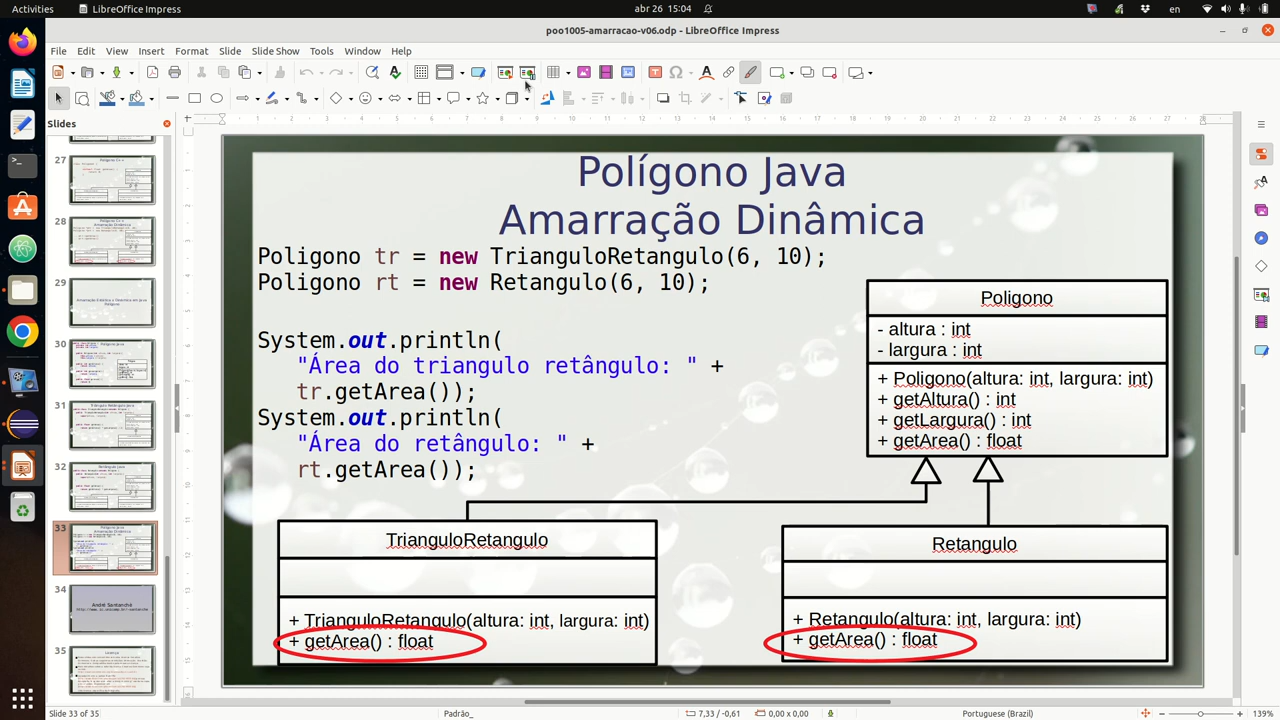 Activities
LibreOffice Impress
abr 26 15:04
en
poo1005-amarracao-v06.odp - LibreOffice Impress
File Edit View Insert Format Slide Slide Show Tools Window Help
Slides
27
28
29
30
31
32
33
34
35
Polígono Java
Amarração Dinâmica
Poligono tr = new TrianguloRetangulo(6, 10);
Poligono rt = new Retangulo(6, 10);
System.out.println(
"Área do triangulo retângulo: " +
tr.getArea());
System.out.println(
"Área do retângulo: " +
rt.getArea());
Poligono
- altura : int
- largura : int
+ Poligono(altura: int, largura: int)
+ getAltura() : int
+ getLargura() : int
+ getArea() : float
TrianguloRetangulo
+ TrianguloRetangulo(altura: int, largura: int)
+ getArea() : float
Retangulo
+ Retangulo(altura: int, largura: int)
+ getArea() : float
Slide 33 of 35
Padrão_
7,33 / -0,61
0,00 x 0,00
Portuguese (Brazil)
139%